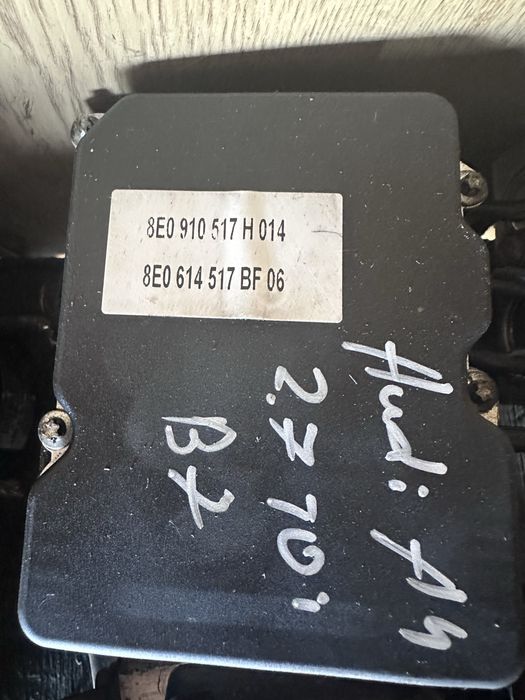 8E0 910 517 H 014
8E0 614 517 BF 06
Audi A4
2.7 TDi
B7